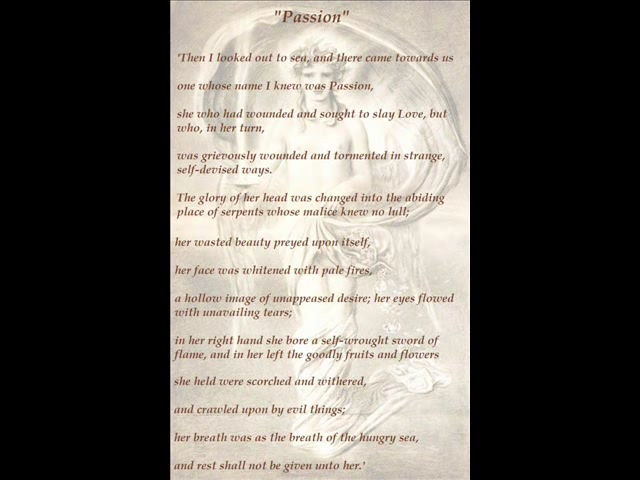 "Passion"
'Then I looked out to sea, and there came towards us
one whose name I knew was Passion,
she who had wounded and sought to slay Love, but
who, in her turn,
was grievously wounded and tormented in strange,
self-devised ways.
The glory of her head was changed into the abiding
place of serpents whose malice knew no lull;
her wasted beauty preyed upon itself,
her face was whitened with pale fires,
a hollow image of unappeased desire; her eyes flowed
with unavailing tears;
in her right hand she bore a self-wrought sword of
flame, and in her left the goodly fruits and flowers
she held were scorched and withered,
and crawled upon by evil things;
her breath was as the breath of the hungry sea,
and rest shall not be given unto her.'